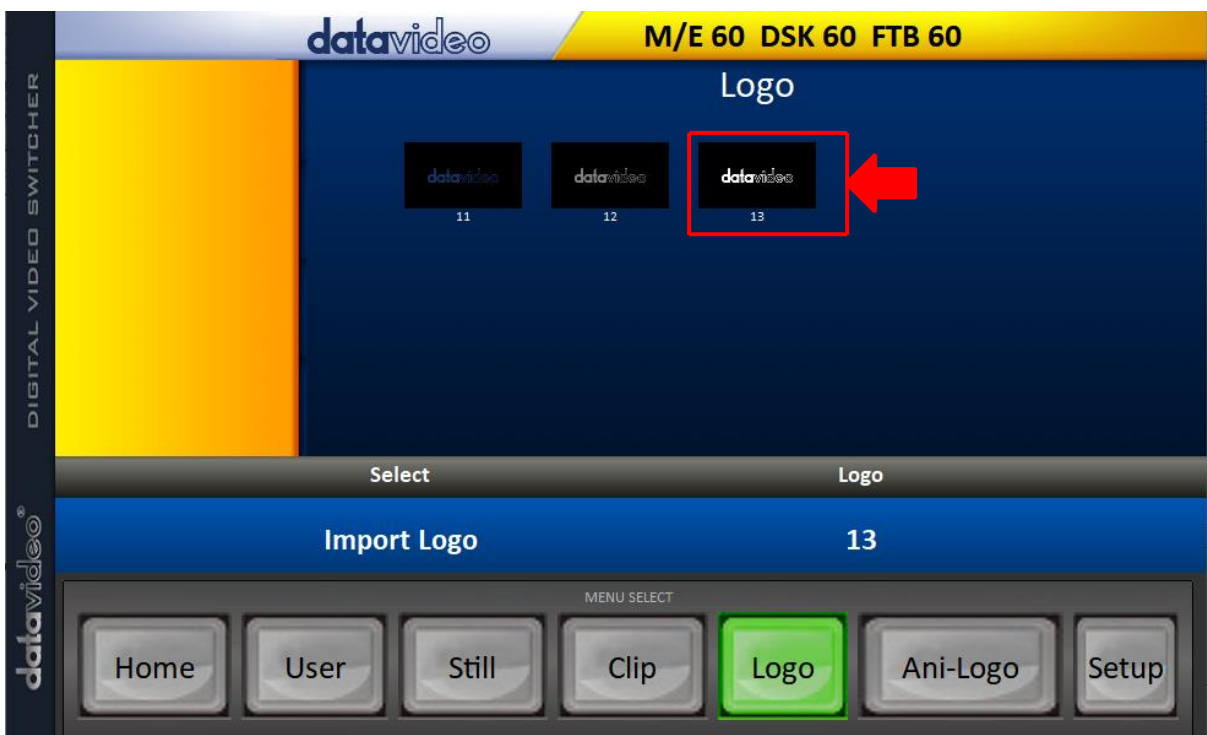 datavideo
M/E 60 DSK 60 FTB 60
Logo
datavideo
datavideo
datavideo
11
12
13
Select
Logo
Import Logo
13
MENU SELECT
Home
User
Still
Clip
Logo
Ani-Logo
Setup
DIGITAL VIDEO SWITCHER
datavideo®